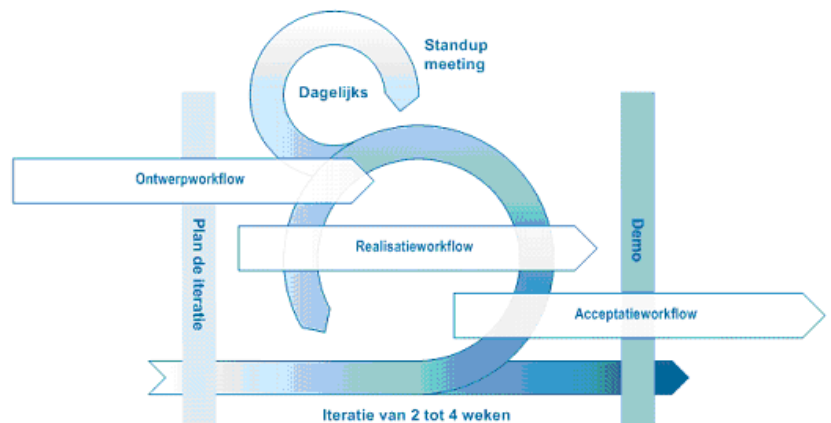 Standup
meeting
Dagelijks
Ontwerpworkflow
Plan de iteratie
Realisatieworkflow
Demo
Acceptatieworkflow
Iteratie van 2 tot 4 weken